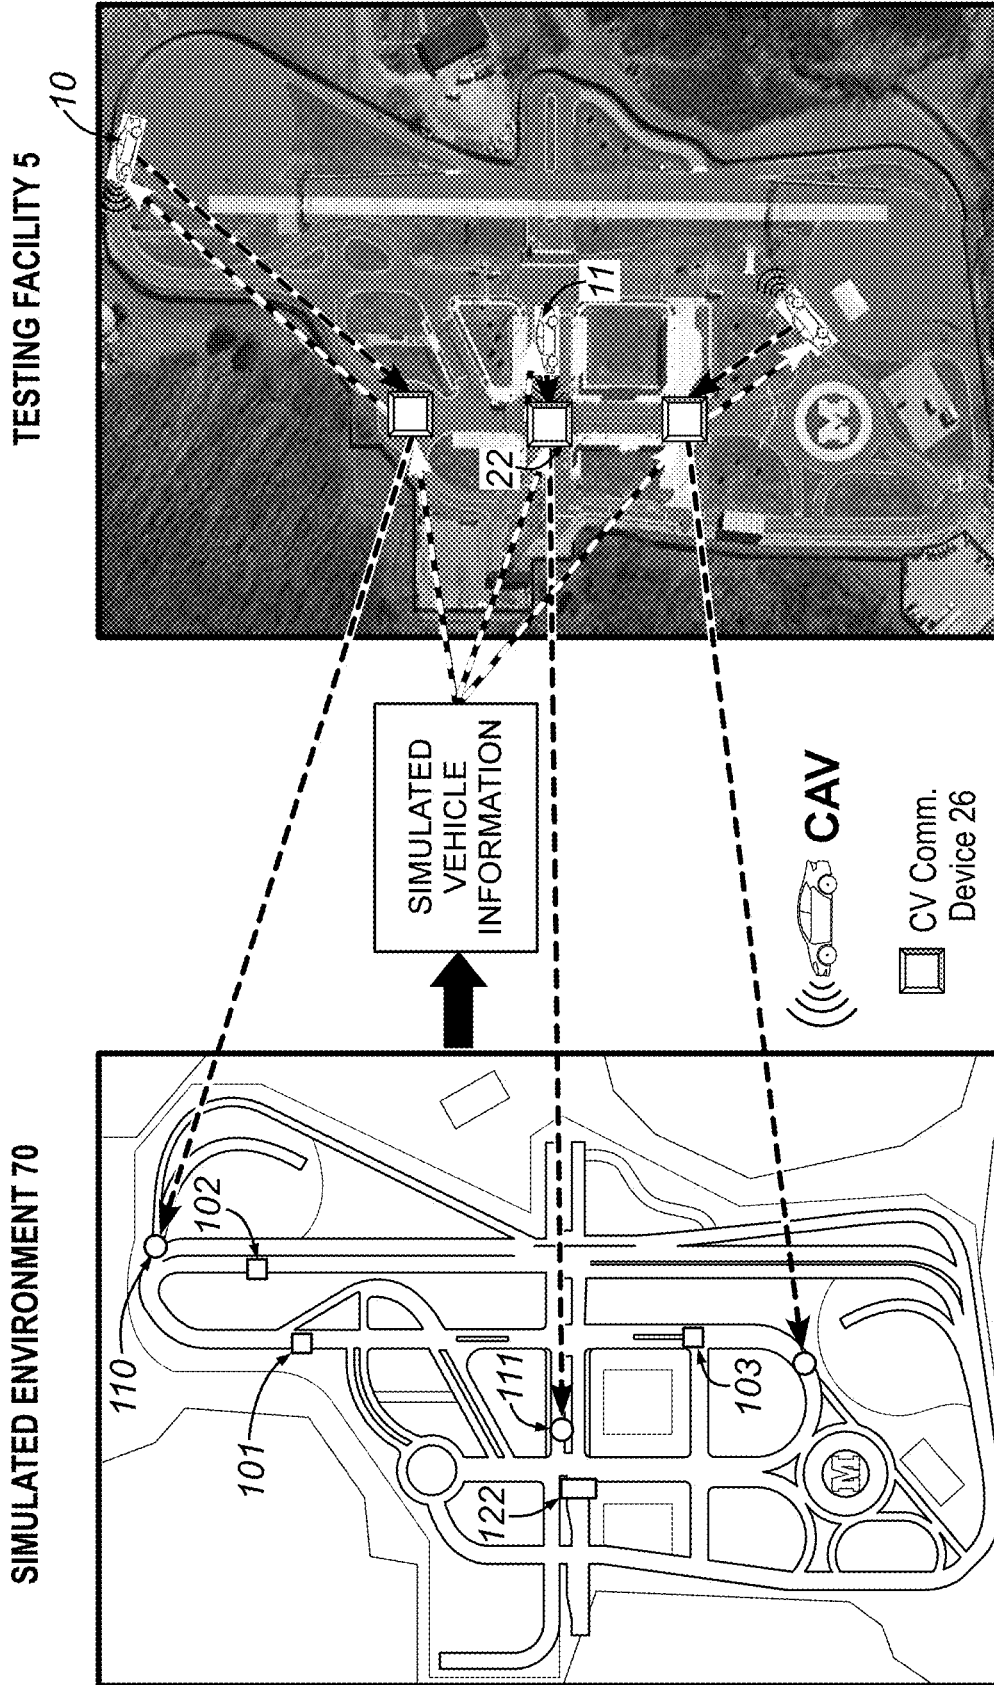 SIMULATED ENVIRONMENT 70
TESTING FACILITY 5
110
102
101
111
122
103
M
SIMULATED
VEHICLE
INFORMATION
CAV
CV Comm.
Device 26
10
11
22
M